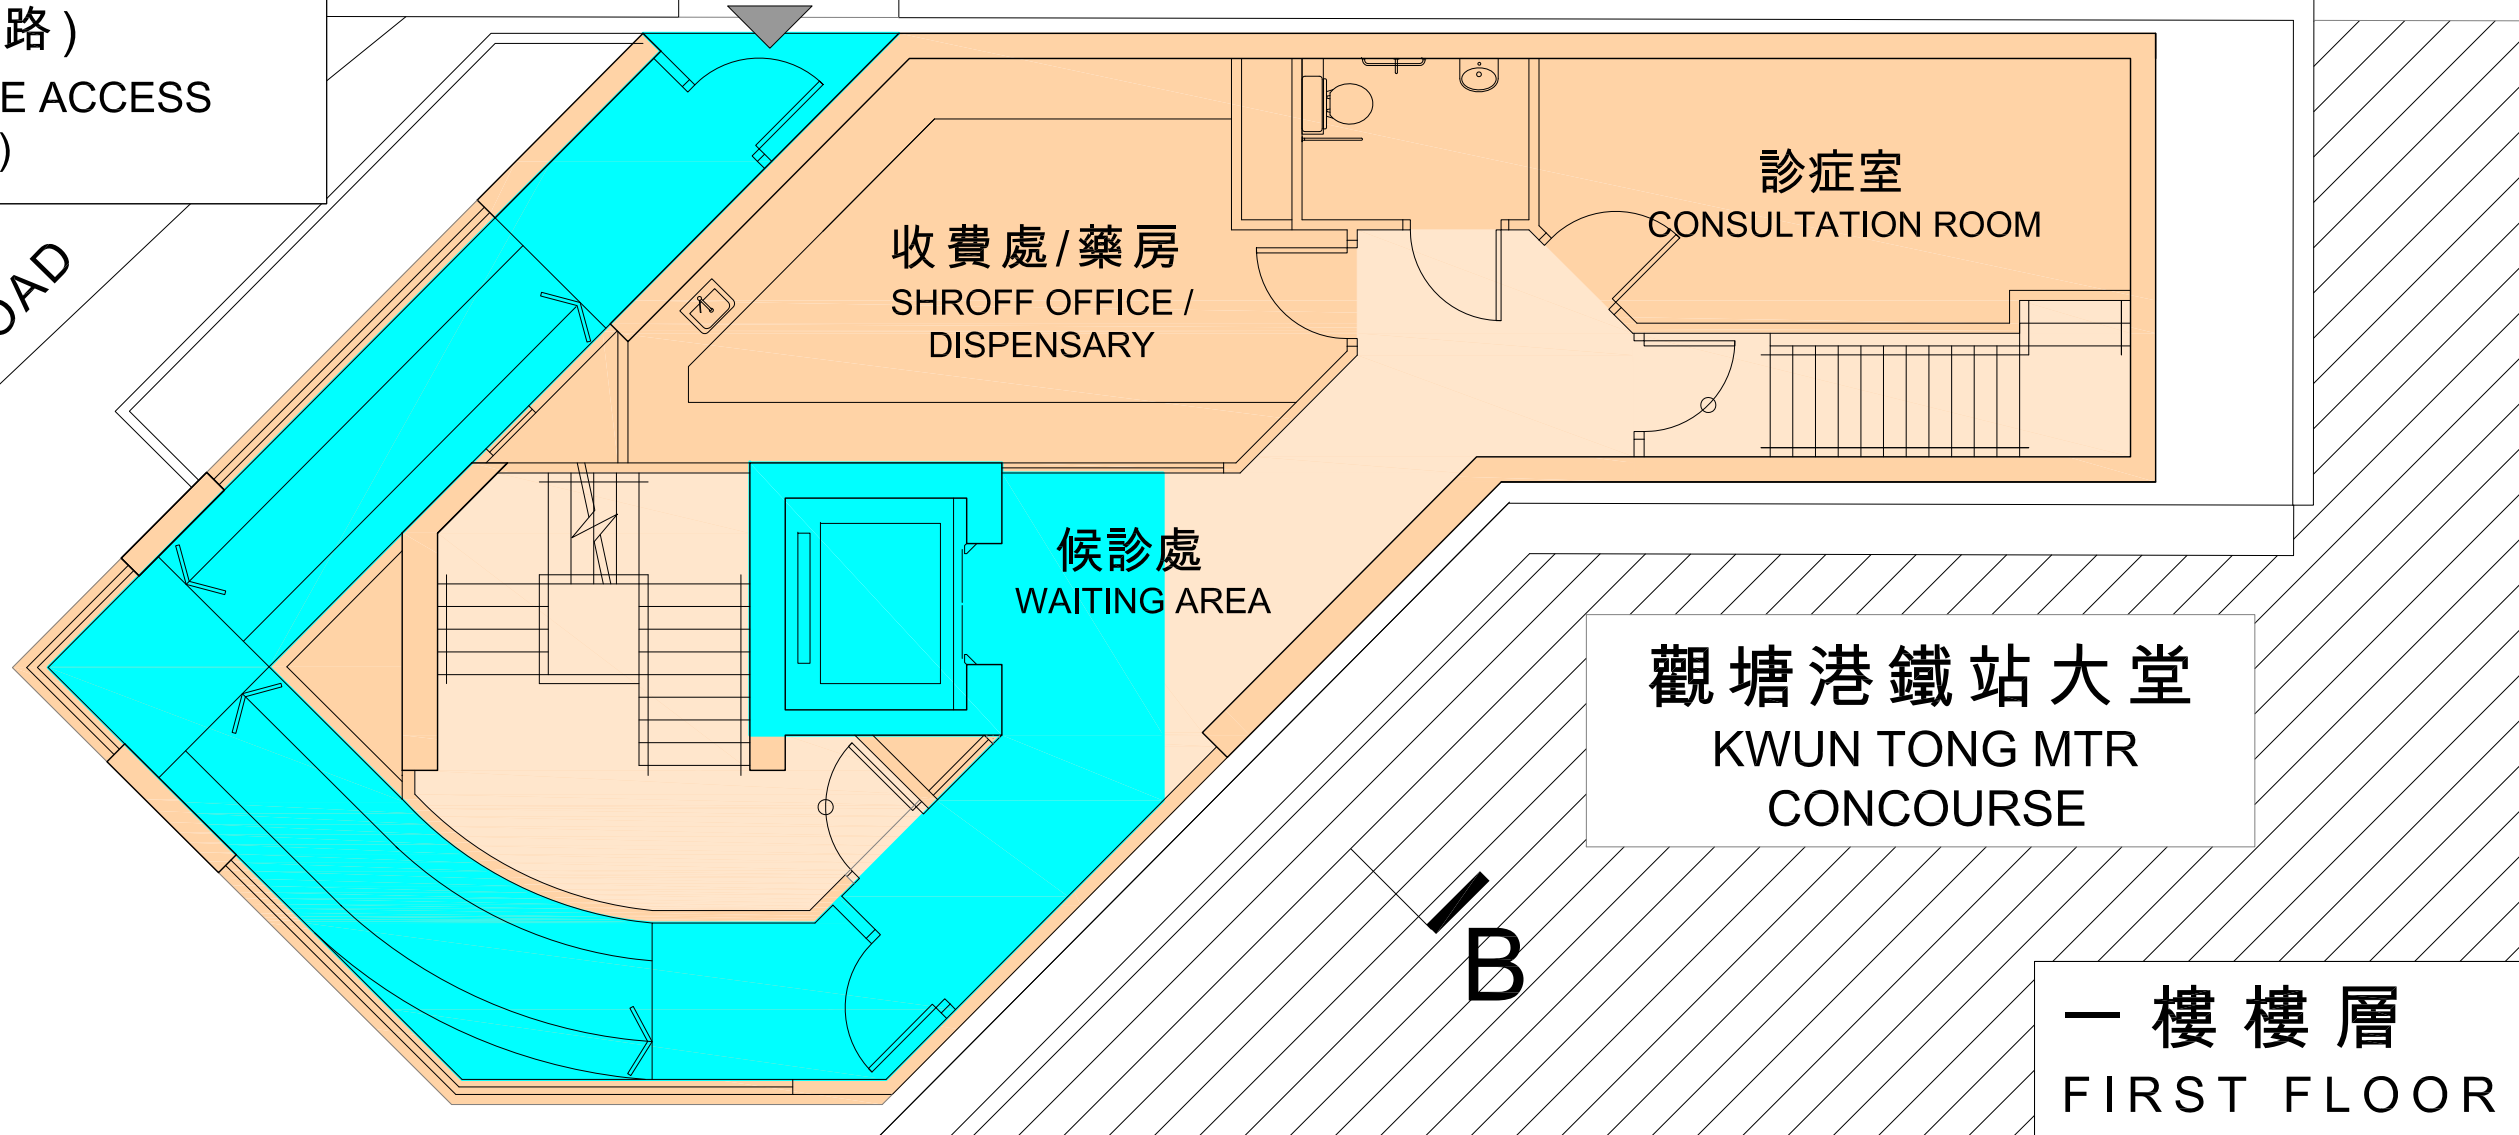 路)
E ACCESS
)
OAD
收費處/藥房
SHROFF OFFICE /
DISPENSARY
診症室
CONSULTATION ROOM
候診處
WAITING AREA
觀塘港鐵站大堂
KWUN TONG MTR
CONCOURSE
B
一樓樓層
FIRST FLOOR